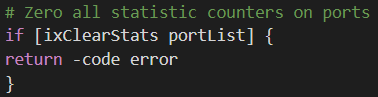 # Zero all statistic counters on ports
if [ixClearStats portList] {
return -code error
}